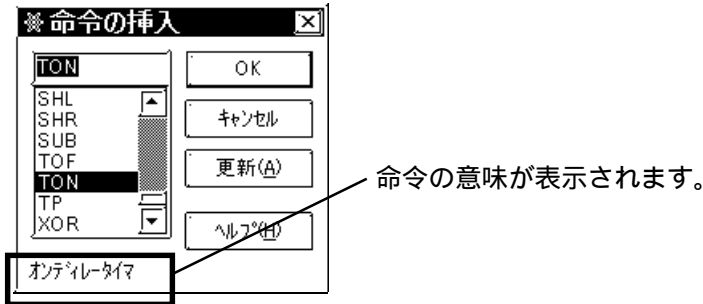 命令の挿入
TON
OK
SHL
SHR
SUB
TOF
TON
TP
XOR
ｷｬﾝｾﾙ
更新(A)
ﾍﾙﾌﾟ(H)
ｵﾝﾃﾞｨﾚｰﾀｲﾏ
命令の意味が表示されます。